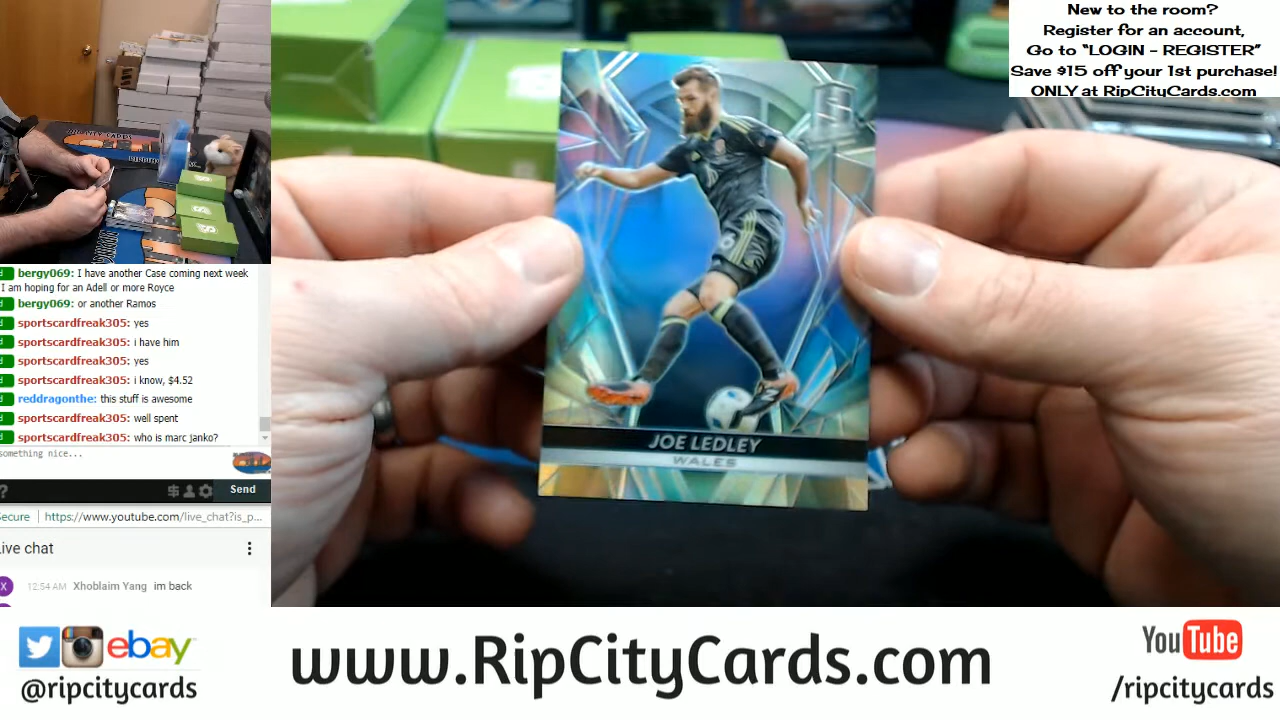 New to the room?
Register for an account,
Go to “LOGIN – REGISTER”
Save $15 off your 1st purchase!
ONLY at RipCityCards.com
bergy069: I have another Case coming next week
I am hoping for an Adell or more Royce
bergy069: or another Ramos
sportscardfreak305: yes
sportscardfreak305: i have him
sportscardfreak305: yes
sportscardfreak305: i know, $4.52
reddragonthe: this stuff is awesome
sportscardfreak305: well spent
sportscardfreak305: who is marc janko?
something nice...
Send
Secure https://www.youtube.com/live_chat?is_p...
ive chat
X 12:54 AM Xhoblaim Yang im back
JOE LEDLEY
WALES
ebay
@ripcitycards
www.RipCityCards.com
YouTube
/ripcitycards